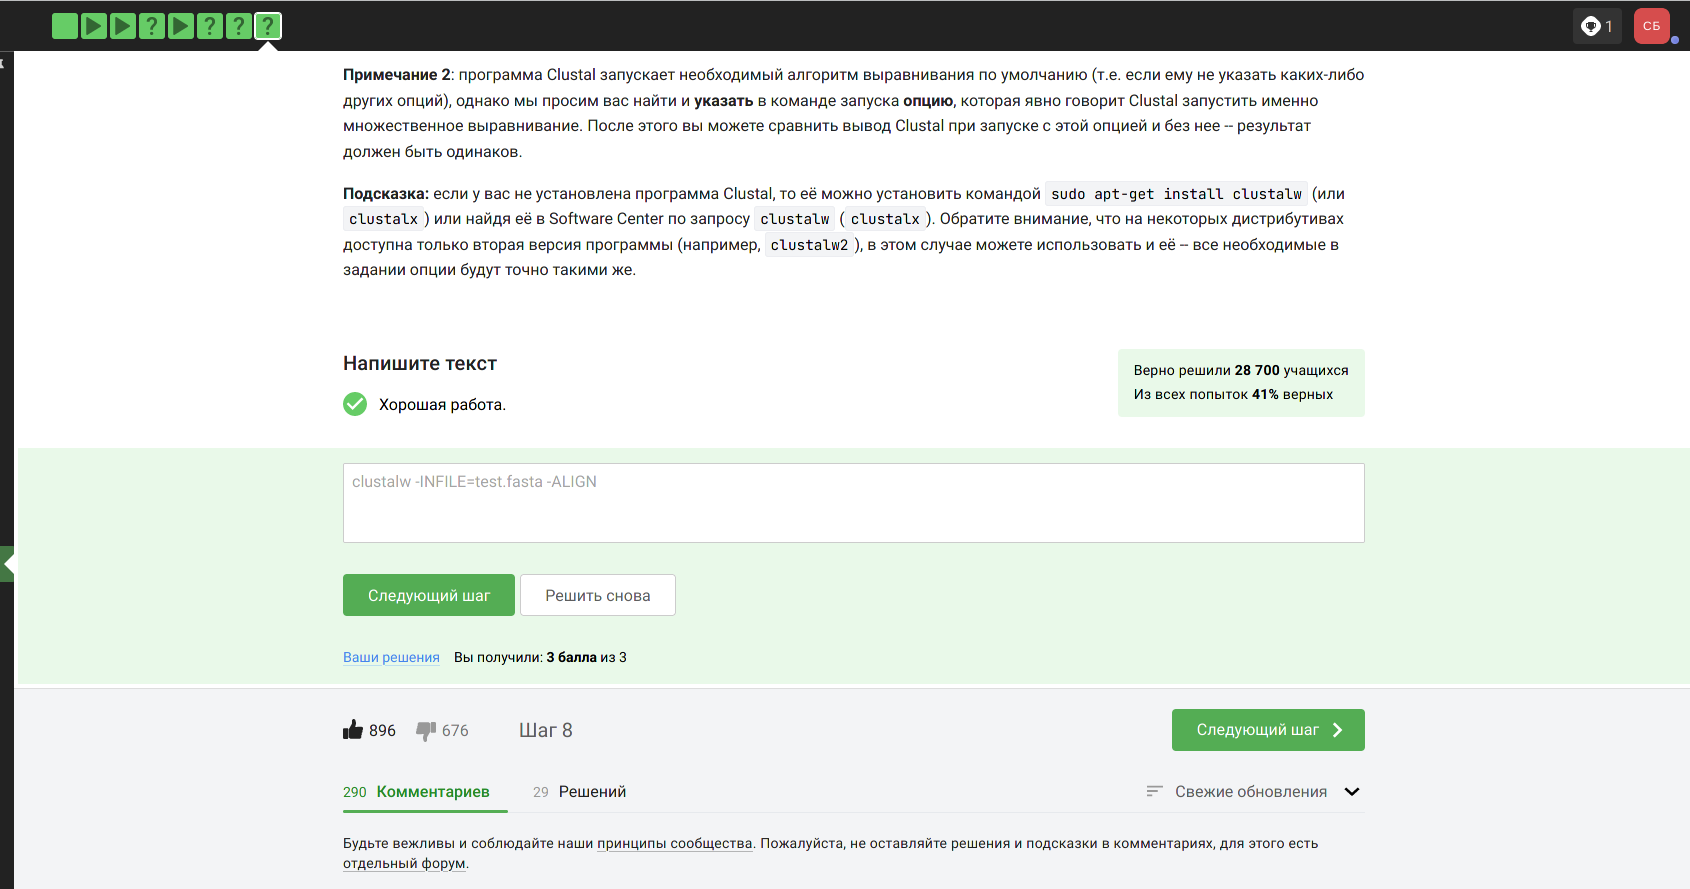 ? ? ? ?
1
СБ
Примечание 2: программа Clustal запускает необходимый алгоритм выравнивания по умолчанию (т.е. если ему не указать каких-либо
других опций), однако мы просим вас найти и указать в команде запуска опцию, которая явно говорит Clustal запустить именно
множественное выравнивание. После этого вы можете сравнить вывод Clustal при запуске с этой опцией и без нее -- результат
должен быть одинаков.
Подсказка: если у вас не установлена программа Clustal, то её можно установить командой sudo apt-get install clustalw (или
clustalx ) или найдя её в Software Center по запросу clustalw ( clustalx ). Обратите внимание, что на некоторых дистрибутивах
доступна только вторая версия программы (например, clustalw2 ), в этом случае можете использовать и её – все необходимые в
задании опции будут точно такими же.
Напишите текст
Верно решили 28 700 учащихся
Из всех попыток 41% верных
Хорошая работа.
clustalw -INFILE=test.fasta -ALIGN
Следующий шаг Решить снова
Ваши решения Вы получили: 3 балла из 3
896 676 Шаг 8 Следующий шаг
290 Комментариев 29 Решений Свежие обновления
Будьте вежливы и соблюдайте наши принципы сообщества. Пожалуйста, не оставляйте решения и подсказки в комментариях, для этого есть
отдельный форум.